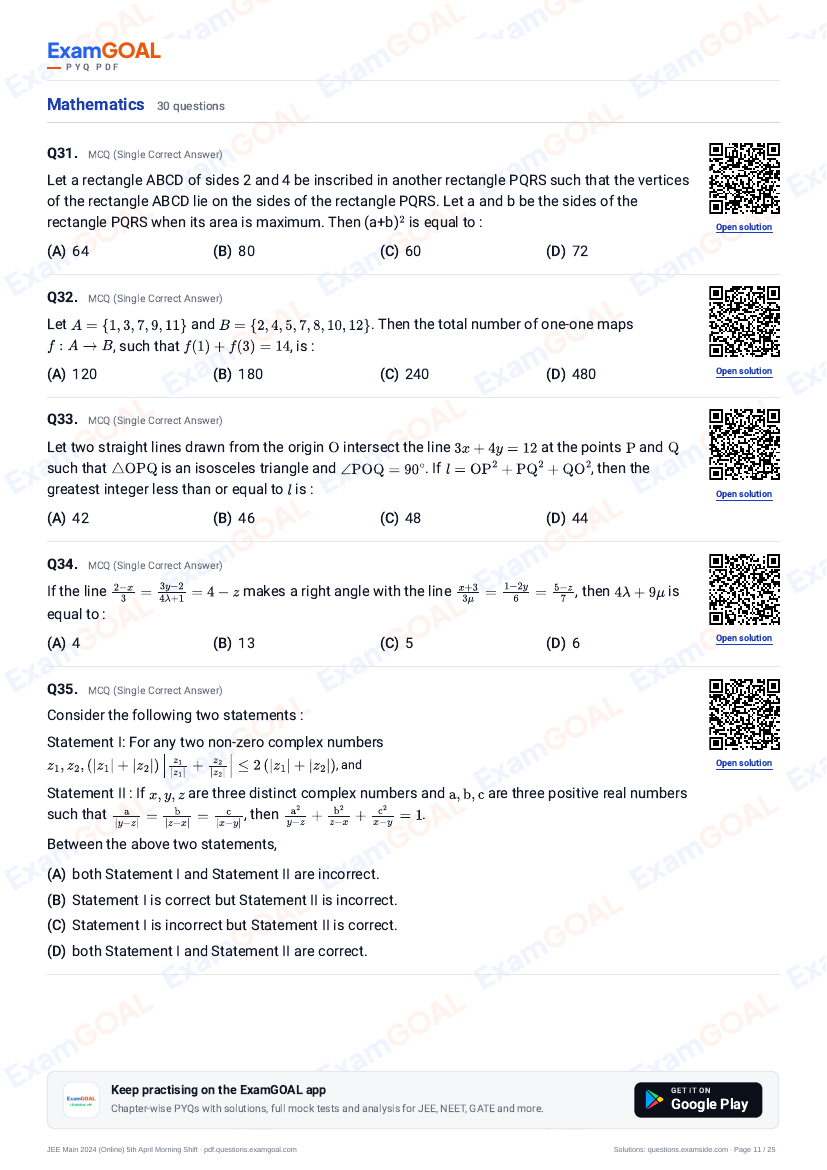 ExamGOAL
PYQ PDF
Mathematics 30 questions
Q31. MCQ (Single Correct Answer)
Let a rectangle ABCD of sides 2 and 4 be inscribed in another rectangle PQRS such that the vertices
of the rectangle ABCD lie on the sides of the rectangle PQRS. Let a and b be the sides of the
rectangle PQRS when its area is maximum. Then (a+b)² is equal to :
Open solution
(A) 64 (B) 80 (C) 60 (D) 72
Q32. MCQ (Single Correct Answer)
Let A = {1, 3, 7, 9, 11} and B = {2, 4, 5, 7, 8, 10, 12}. Then the total number of one-one maps
f : A → B, such that f(1) + f(3) = 14, is :
Open solution
(A) 120 (B) 180 (C) 240 (D) 480
Q33. MCQ (Single Correct Answer)
Let two straight lines drawn from the origin O intersect the line 3x + 4y = 12 at the points P and Q
such that △OPQ is an isosceles triangle and ∠POQ = 90°. If l = OP² + PQ² + QO², then the
greatest integer less than or equal to l is :
Open solution
(A) 42 (B) 46 (C) 48 (D) 44
Q34. MCQ (Single Correct Answer)
If the line (2−x)/3 = (3y−2)/(4λ+1) = 4 − z makes a right angle with the line (x+3)/(3μ) = (1−2y)/6 = (5−z)/7, then 4λ + 9μ is
equal to :
Open solution
(A) 4 (B) 13 (C) 5 (D) 6
Q35. MCQ (Single Correct Answer)
Consider the following two statements :
Statement I: For any two non-zero complex numbers
z₁, z₂, (|z₁| + |z₂|) |z₁/|z₁| + z₂/|z₂|| ≤ 2 (|z₁| + |z₂|), and
Open solution
Statement II : If x, y, z are three distinct complex numbers and a, b, c are three positive real numbers
such that a/|y−z| = b/|z−x| = c/|x−y|, then a²/(y−z) + b²/(z−x) + c²/(x−y) = 1.
Between the above two statements,
(A) both Statement I and Statement II are incorrect.
(B) Statement I is correct but Statement II is incorrect.
(C) Statement I is incorrect but Statement II is correct.
(D) both Statement I and Statement II are correct.
Keep practising on the ExamGOAL app
Chapter-wise PYQs with solutions, full mock tests and analysis for JEE, NEET, GATE and more.
GET IT ON
Google Play
JEE Main 2024 (Online) 5th April Morning Shift · pdf.questions.examgoal.com
Solutions: questions.examside.com · Page 11 / 25